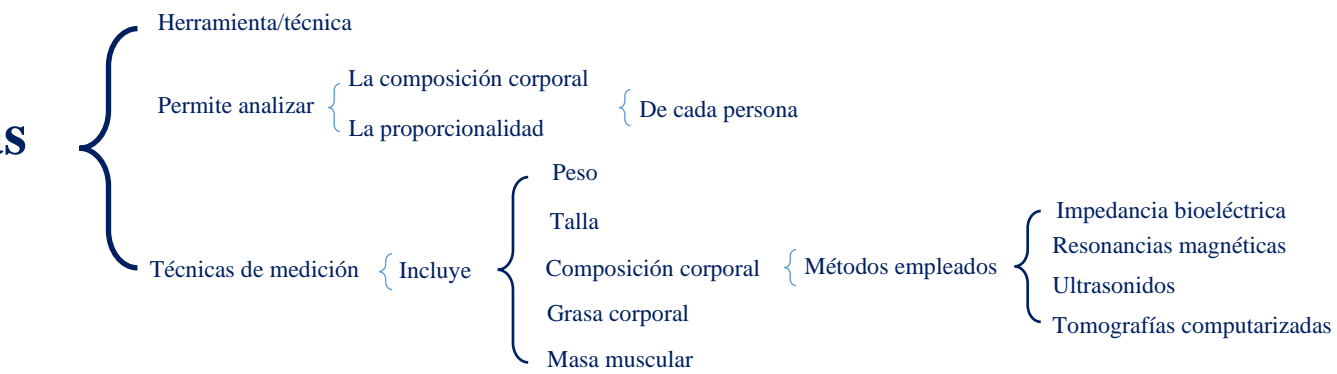 Herramienta/técnica
Permite analizar
La composición corporal
La proporcionalidad
De cada persona
Técnicas de medición
Incluye
Peso
Talla
Composición corporal
Grasa corporal
Masa muscular
Métodos empleados
Impedancia bioeléctrica
Resonancias magnéticas
Ultrasonidos
Tomografías computarizadas